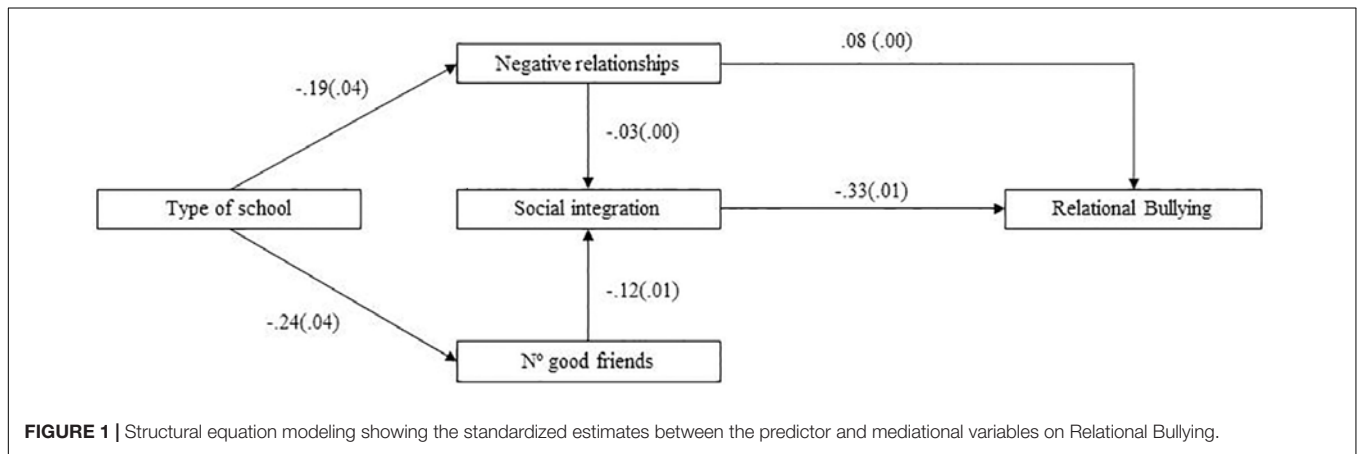 .08 (.00)
Negative relationships
-.19(.04)
-.03(.00)
Type of school
Social integration
-.33(.01)
Relational Bullying
-.12(.01)
-.24(.04)
Nº good friends
FIGURE 1 | Structural equation modeling showing the standardized estimates between the predictor and mediational variables on Relational Bullying.